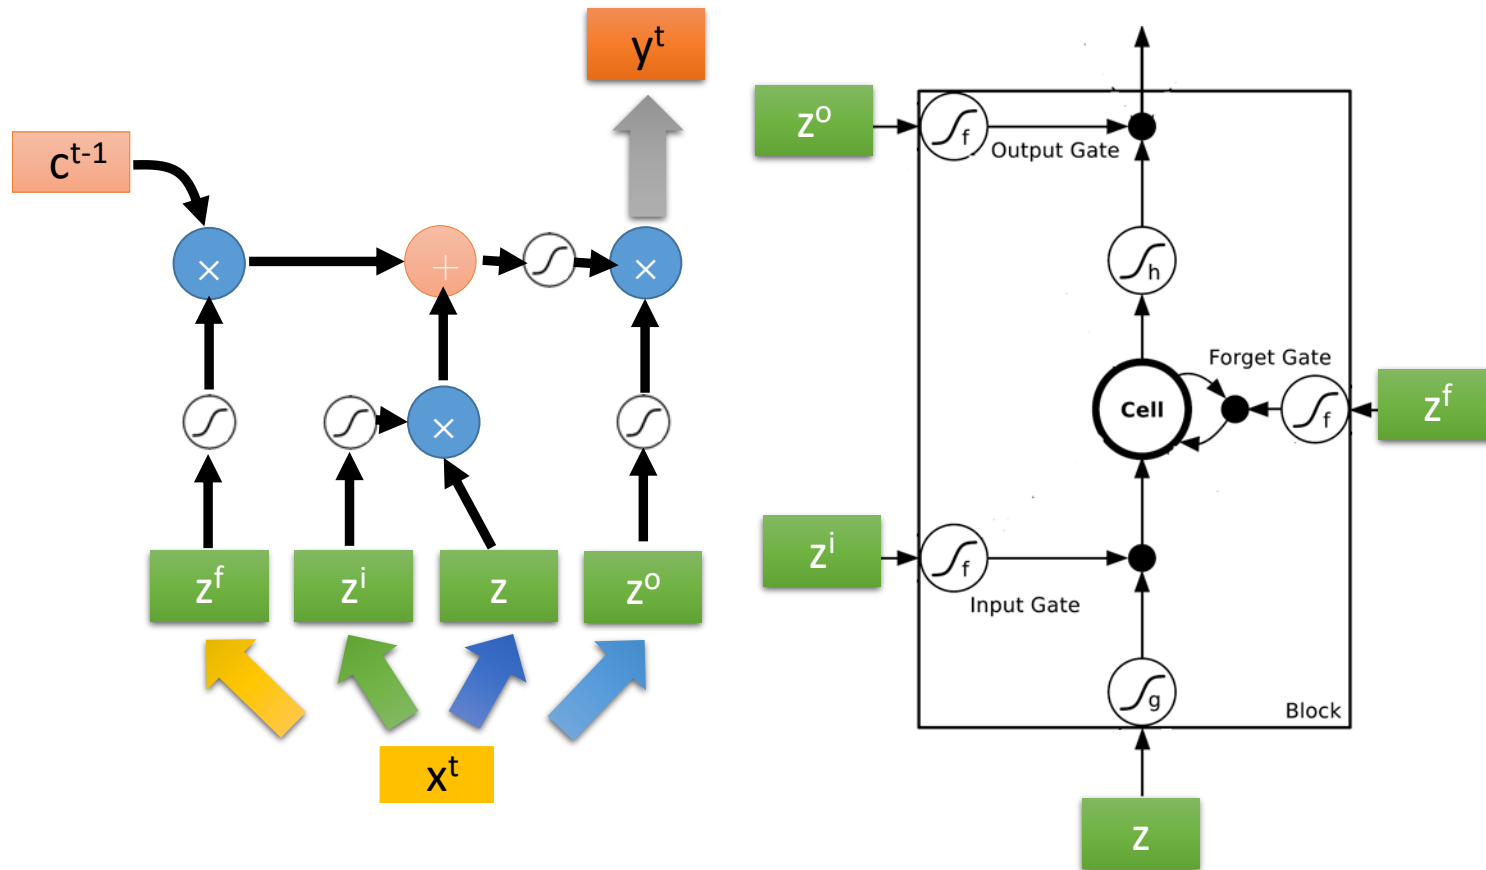 yᵗ
cᵗ⁻¹
×
+
×
×
zᶠ
zⁱ
z
zᵒ
xᵗ
zᵒ
f
Output Gate
h
Forget Gate
Cell
f
zᶠ
zⁱ
f
Input Gate
g
Block
z